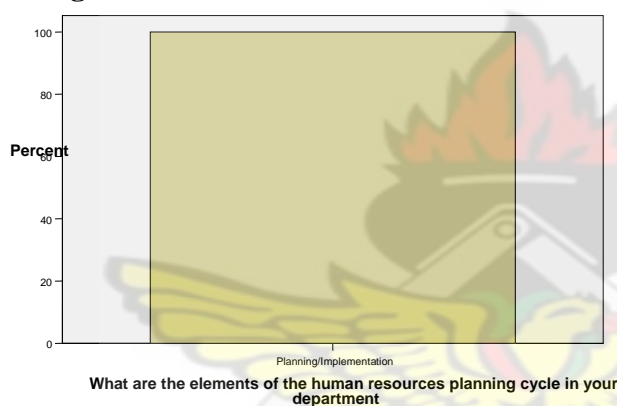 100
80
Percent
60
40
20
0
Planning/Implementation
What are the elements of the human resources planning cycle in your
department